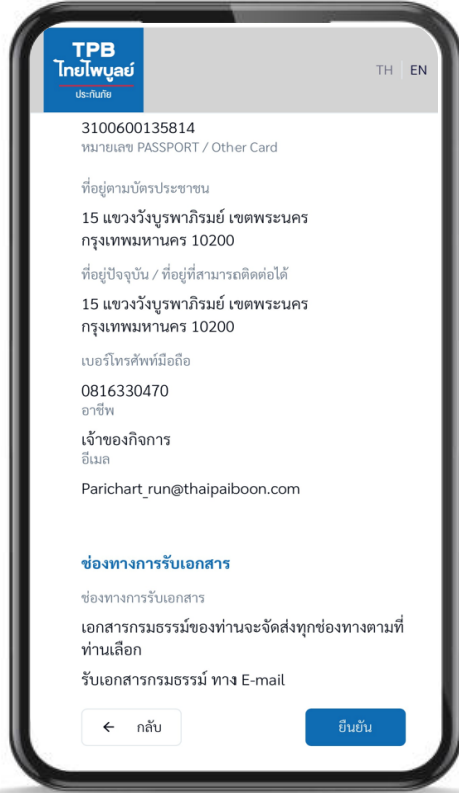 TPB
ไทยไพบูลย์
ประกันภัย
TH EN
3100600135814
หมายเลข PASSPORT / Other Card
ที่อยู่ตามบัตรประชาชน
15 แขวงวังบูรพาภิรมย์ เขตพระนคร
กรุงเทพมหานคร 10200
ที่อยู่ปัจจุบัน / ที่อยู่ที่สามารถติดต่อได้
15 แขวงวังบูรพาภิรมย์ เขตพระนคร
กรุงเทพมหานคร 10200
เบอร์โทรศัพท์มือถือ
0816330470
อาชีพ
เจ้าของกิจการ
อีเมล
Parichart_run@thaipaiboon.com
ช่องทางการรับเอกสาร
ช่องทางการรับเอกสาร
เอกสารกรมธรรม์ของท่านจะจัดส่งทุกช่องทางตามที่
ท่านเลือก
รับเอกสารกรมธรรม์ ทาง E-mail
← กลับ
ยืนยัน